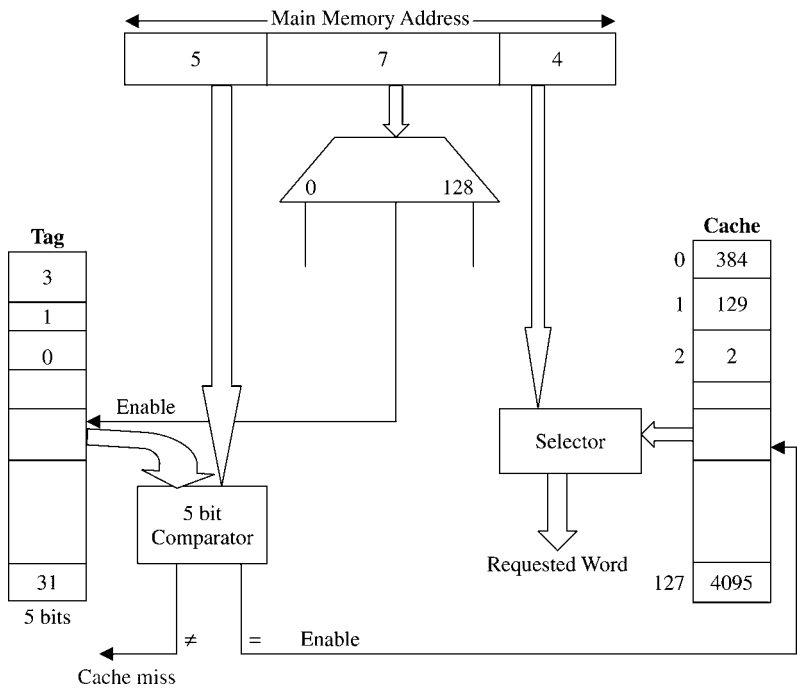 Main Memory Address
5 7 4
0 128
Tag
Cache
3
0 384
1
1 129
0
2 2
Enable
Selector
5 bit
Comparator
Requested Word
31
127 4095
5 bits
≠ = Enable
Cache miss